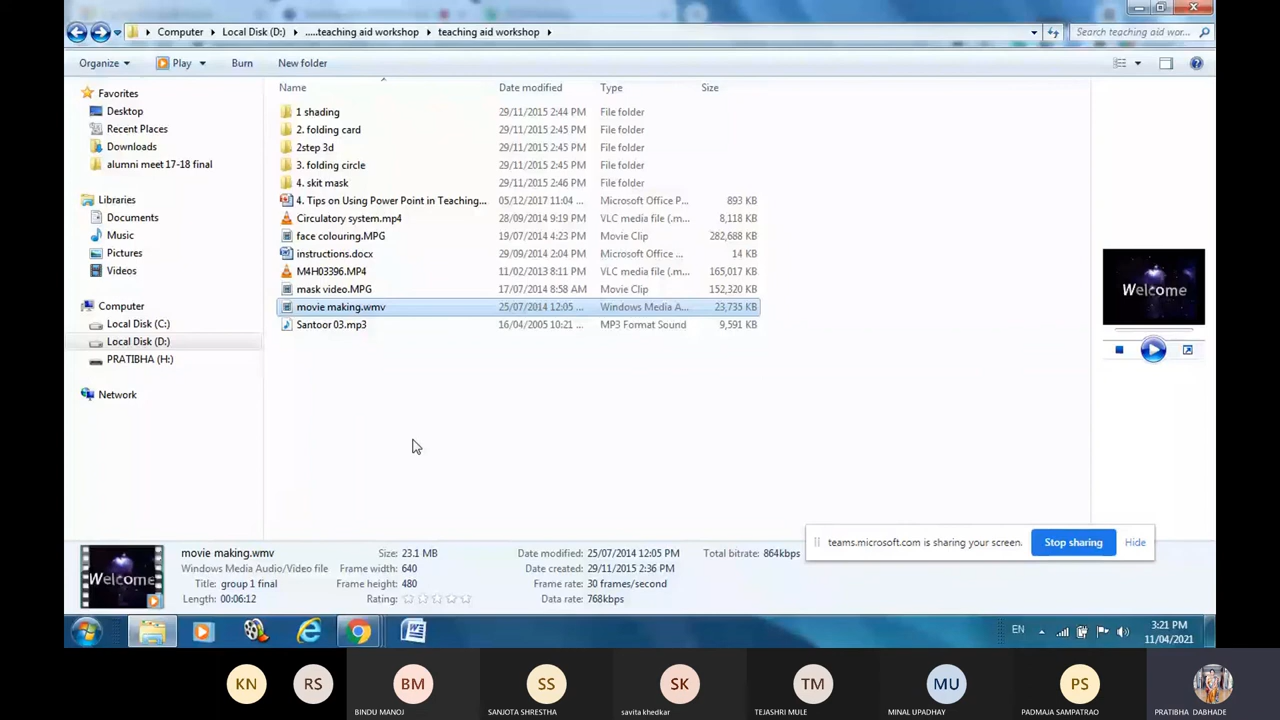 Computer Local Disk (D:) .....teaching aid workshop teaching aid workshop Search teaching aid workshop
Organize Play Burn New folder
Name Date modified Type Size
Favorites
Desktop
Recent Places
Downloads
alumni meet 17-18 final
Libraries
Documents
Music
Pictures
Videos
Computer
Local Disk (C:)
Local Disk (D:)
PRATIBHA (H:)
Network
1 shading 29/11/2015 2:44 PM File folder
2. folding card 29/11/2015 2:45 PM File folder
2step 3d 29/11/2015 2:45 PM File folder
3. folding circle 29/11/2015 2:45 PM File folder
4. skit mask 29/11/2015 2:46 PM File folder
4. Tips on Using Power Point in Teaching... 05/12/2017 11:04 ... Microsoft Office P... 893 KB
Circulatory system.mp4 28/09/2014 9:19 PM VLC media file (.m... 8,118 KB
face colouring.MPG 19/07/2014 4:23 PM Movie Clip 282,688 KB
instructions.docx 29/09/2014 2:04 PM Microsoft Office ... 14 KB
M4H03396.MP4 11/02/2013 8:11 PM VLC media file (.m... 165,017 KB
mask video.MPG 17/07/2014 8:58 AM Movie Clip 152,320 KB
movie making.wmv 25/07/2014 12:05 ... Windows Media A... 23,735 KB
Santoor 03.mp3 16/04/2005 10:21 ... MP3 Format Sound 9,591 KB
Welcome
teams.microsoft.com is sharing your screen. Stop sharing Hide
Welcome
movie making.wmv Size: 23.1 MB Date modified: 25/07/2014 12:05 PM Total bitrate: 864kbps
Windows Media Audio/Video file Frame width: 640 Date created: 29/11/2015 2:36 PM
Title: group 1 final Frame height: 480 Frame rate: 30 frames/second
Length: 00:06:12 Rating: Data rate: 768kbps
EN 3:21 PM
11/04/2021
KN RS BM SS SK TM MU PS
BINDU MANOJ SANJOTA SHRESTHA savita khedkar TEJASHRI MULE MINAL UPADHAY PADMAJA SAMPATRAO PRATIBHA DABHADE